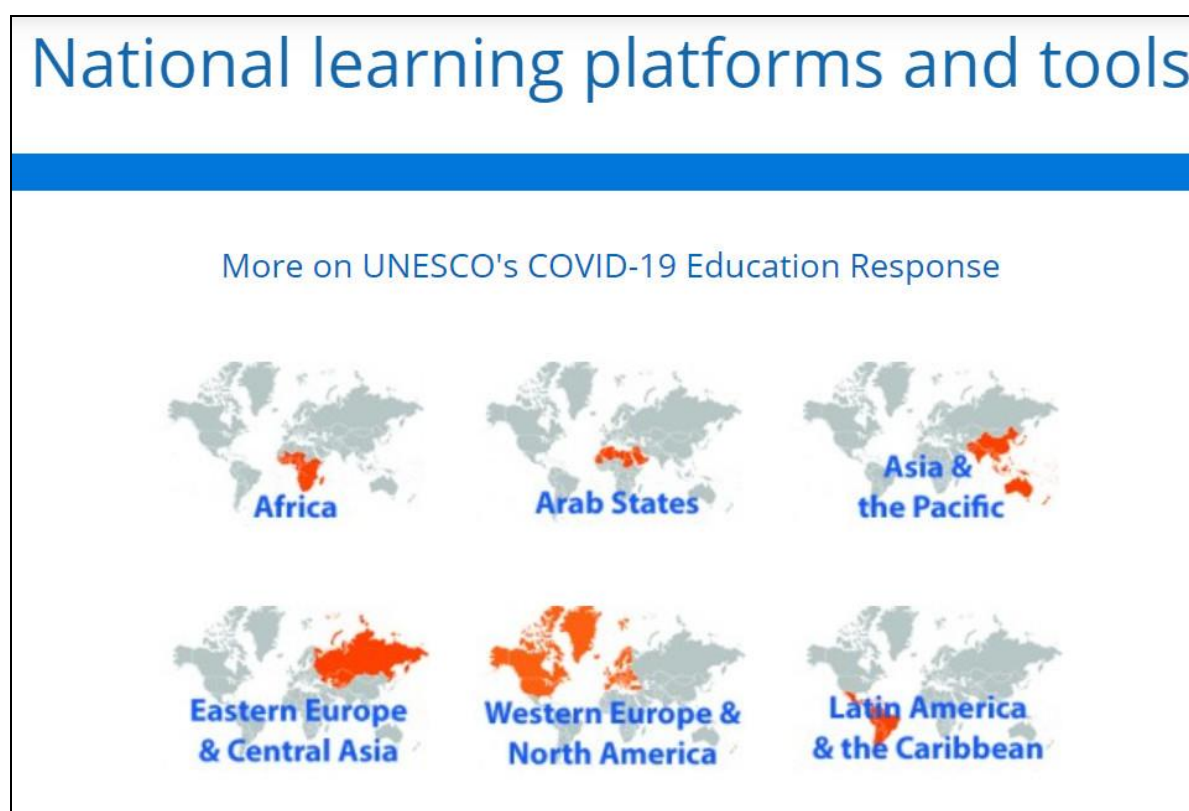 National learning platforms and tools
More on UNESCO's COVID-19 Education Response
Africa
Arab States
Asia &
the Pacific
Eastern Europe
& Central Asia
Western Europe &
North America
Latin America
& the Caribbean